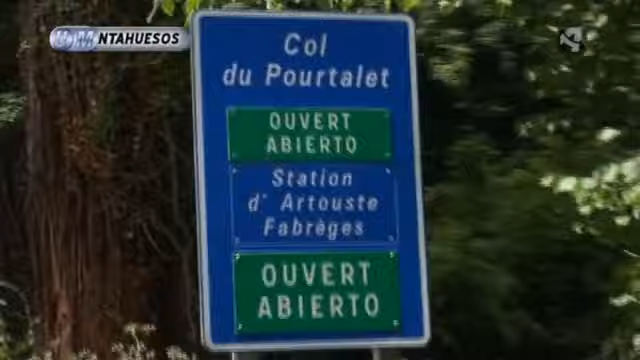 NTAHUESOS
Col
du Pourtalet
OUVERT
ABIERTO
Station
d' Artouste
Fabrèges
OUVERT
ABIERTO